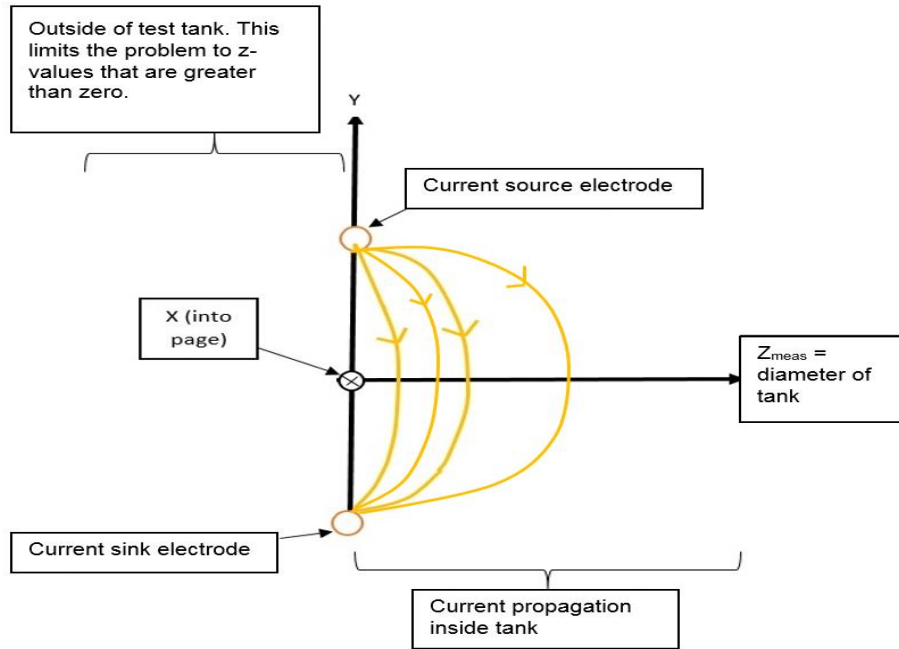 Outside of test tank. This
limits the problem to z-
values that are greater
than zero.
Y
Current source electrode
X (into
page)
Zmeas =
diameter of
tank
Current sink electrode
Current propagation
inside tank